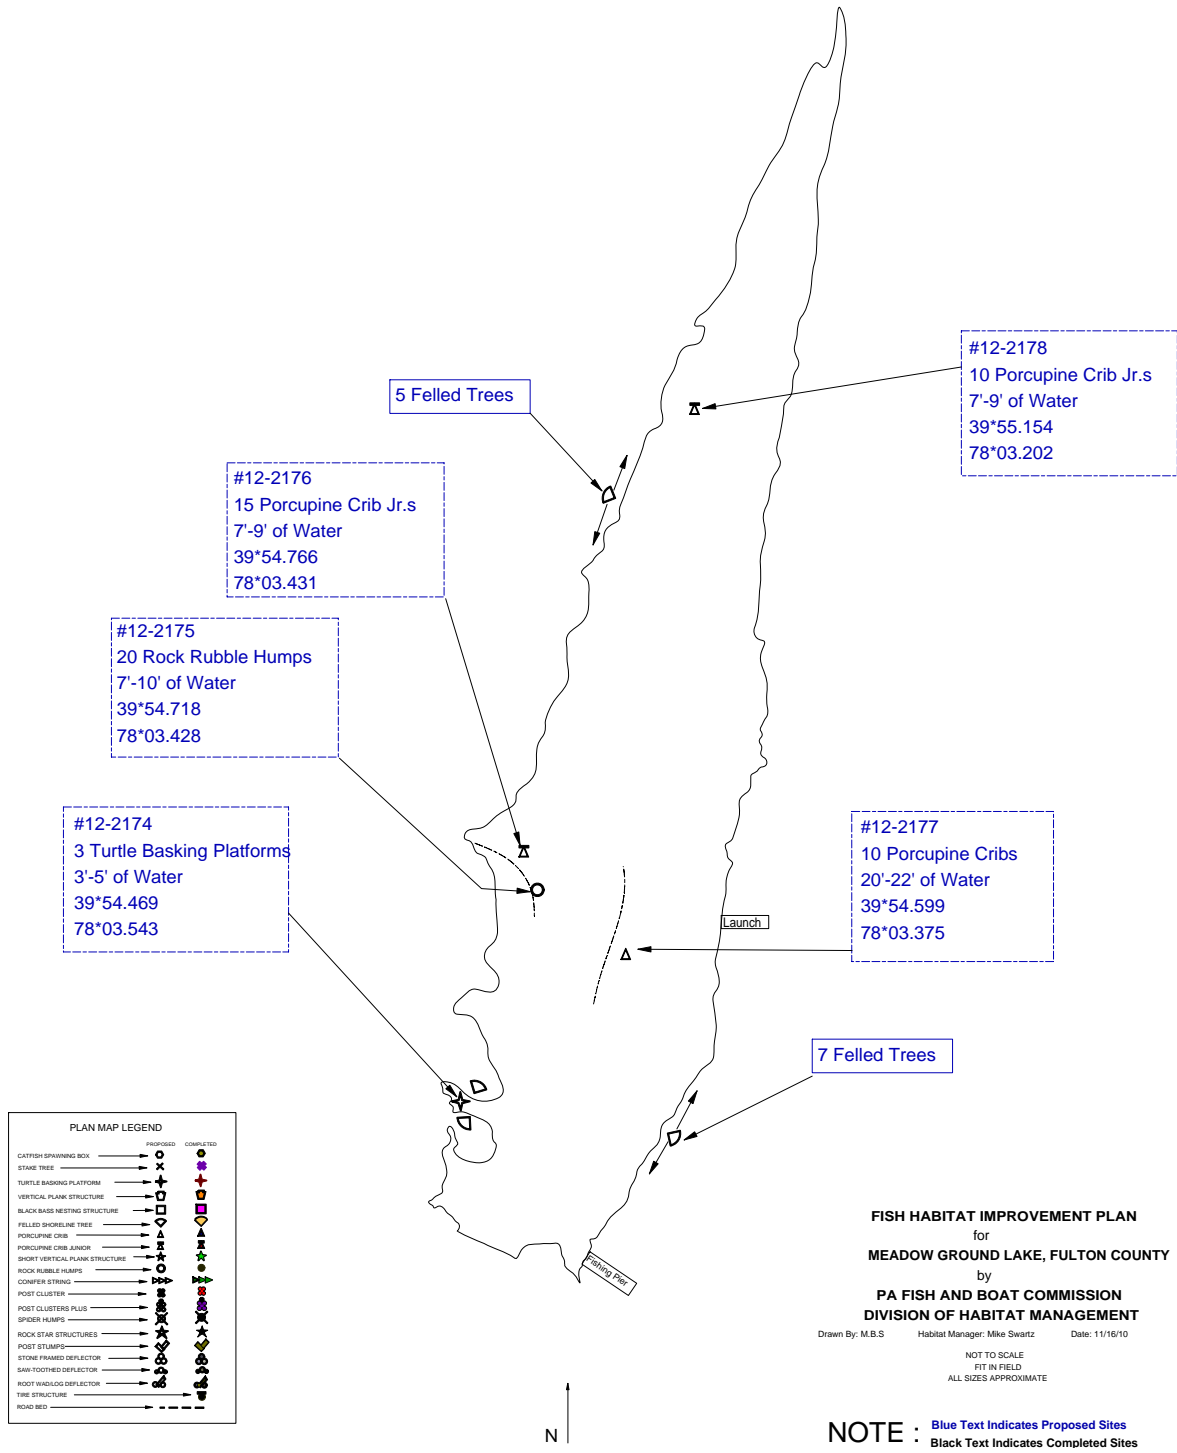 #12-2178
10 Porcupine Crib Jr.s
7'-9' of Water
39*55.154
78*03.202
5 Felled Trees
#12-2176
15 Porcupine Crib Jr.s
7'-9' of Water
39*54.766
78*03.431
#12-2175
20 Rock Rubble Humps
7'-10' of Water
39*54.718
78*03.428
#12-2174
3 Turtle Basking Platforms
3'-5' of Water
39*54.469
78*03.543
#12-2177
10 Porcupine Cribs
20'-22' of Water
39*54.599
78*03.375
Launch
7 Felled Trees
Fishing Pier
PLAN MAP LEGEND
PROPOSED COMPLETED
CATFISH SPAWNING BOX
STAKE TREE
TURTLE BASKING PLATFORM
VERTICAL PLANK STRUCTURE
BLACK BASS NESTING STRUCTURE
FELLED SHORELINE TREE
PORCUPINE CRIB
PORCUPINE CRIB JUNIOR
SHORT VERTICAL PLANK STRUCTURE
ROCK RUBBLE HUMPS
CONIFER STRING
POST CLUSTER
POST CLUSTERS PLUS
SPIDER HUMPS
ROCK STAR STRUCTURES
POST STUMPS
STONE FRAMED DEFLECTOR
SAW-TOOTHED DEFLECTOR
ROOT WAD/LOG DEFLECTOR
TIRE STRUCTURE
ROAD BED
FISH HABITAT IMPROVEMENT PLAN
for
MEADOW GROUND LAKE, FULTON COUNTY
by
PA FISH AND BOAT COMMISSION
DIVISION OF HABITAT MANAGEMENT
Drawn By: M.B.S Habitat Manager: Mike Swartz Date: 11/16/10
NOT TO SCALE
FIT IN FIELD
ALL SIZES APPROXIMATE
N
NOTE : Blue Text Indicates Proposed Sites
Black Text Indicates Completed Sites